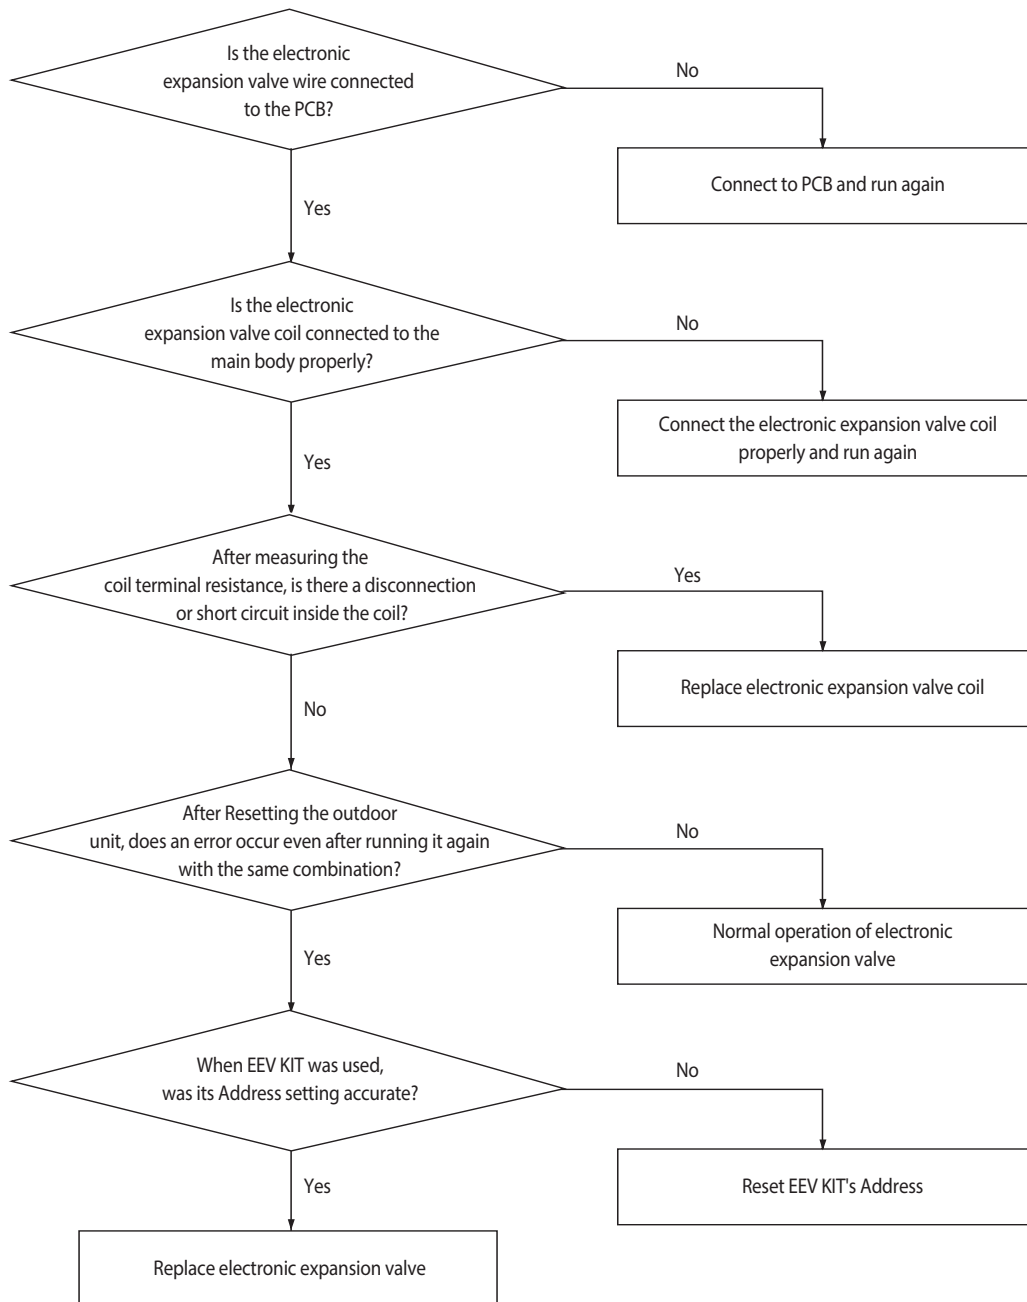 Is the electronic
expansion valve wire connected
to the PCB?
No
Connect to PCB and run again
Yes
Is the electronic
expansion valve coil connected to the
main body properly?
No
Connect the electronic expansion valve coil
properly and run again
Yes
After measuring the
coil terminal resistance, is there a disconnection
or short circuit inside the coil?
Yes
Replace electronic expansion valve coil
No
After Resetting the outdoor
unit, does an error occur even after running it again
with the same combination?
No
Normal operation of electronic
expansion valve
Yes
When EEV KIT was used,
was its Address setting accurate?
No
Reset EEV KIT's Address
Yes
Replace electronic expansion valve